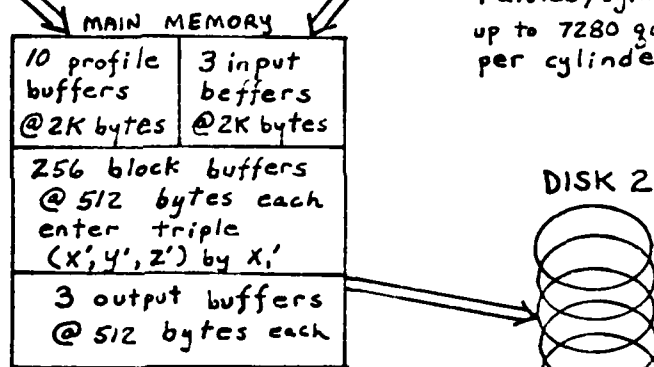 MAIN MEMORY
up to 7280
per cylinde
10 profile
buffers
@ 2K bytes
3 input
beffers
@ 2K bytes
256 block buffers
@ 512 bytes each
enter triple
(x',y',z') by x,'
DISK 2
3 output buffers
@ 512 bytes each